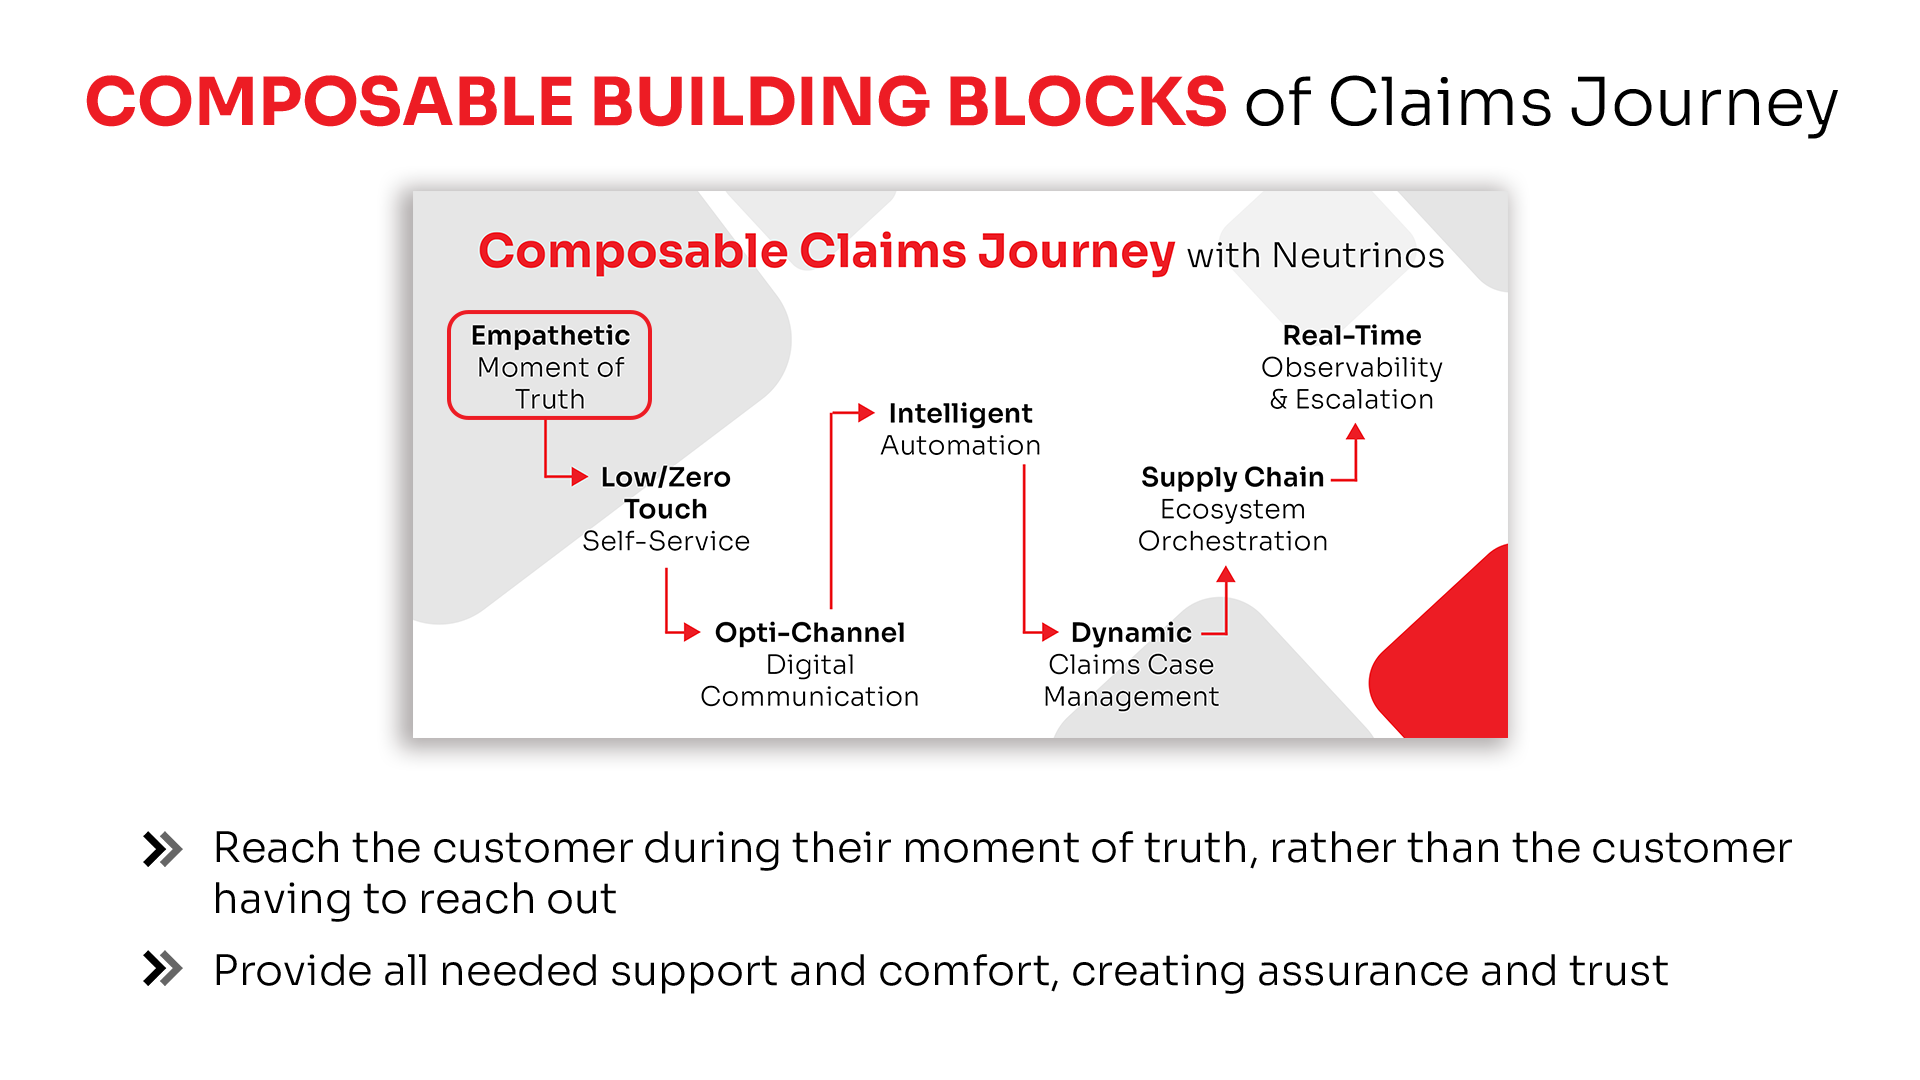 COMPOSABLE BUILDING BLOCKS of Claims Journey
Composable Claims Journey with Neutrinos
Empathetic
Moment of
Truth
Low/Zero
Touch
Self-Service
Opti-Channel
Digital
Communication
Intelligent
Automation
Dynamic
Claims Case
Management
Supply Chain
Ecosystem
Orchestration
Real-Time
Observability
& Escalation
Reach the customer during their moment of truth, rather than the customer
having to reach out
Provide all needed support and comfort, creating assurance and trust